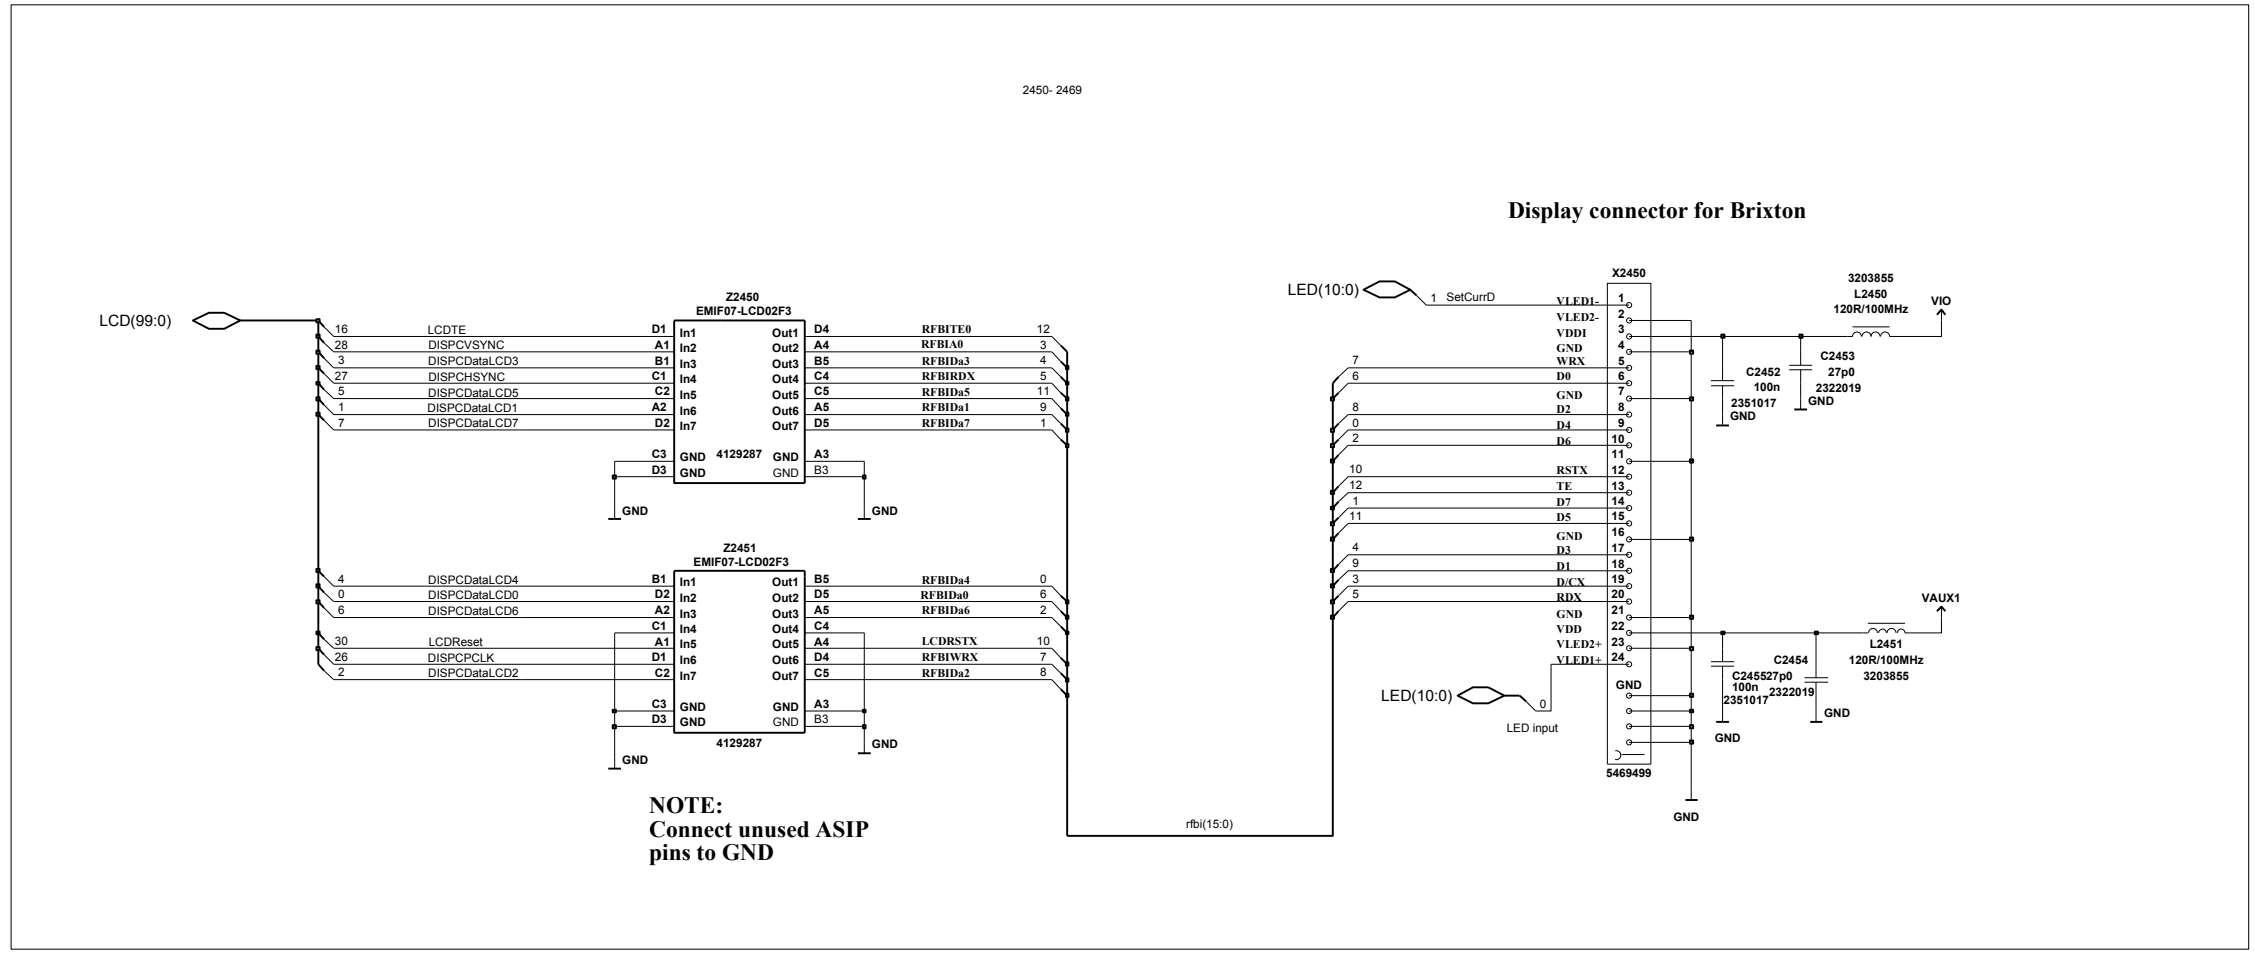 2450- 2469
Display connector for Brixton
LCD(99:0)
Z2450
EMIF07-LCD02F3
16 LCDTE D1 In1 Out1 D4 RFBITE0 12
28 DISPCVSYNC A1 In2 Out2 A4 RFBIA0 3
3 DISPCDataLCD3 B1 In3 Out3 B5 RFBIDa3 4
27 DISPCHSYNC C1 In4 Out4 C4 RFBIRDX 5
5 DISPCDataLCD5 C2 In5 Out5 C5 RFBIDa5 11
1 DISPCDataLCD1 A2 In6 Out6 A5 RFBIDa1 9
7 DISPCDataLCD7 D2 In7 Out7 D5 RFBIDa7 1
C3 GND 4129287 GND A3
D3 GND GND B3
GND GND
Z2451
EMIF07-LCD02F3
4 DISPCDataLCD4 B1 In1 Out1 B5 RFBIDa4 0
0 DISPCDataLCD0 D2 In2 Out2 D5 RFBIDa0 6
6 DISPCDataLCD6 A2 In3 Out3 A5 RFBIDa6 2
C1 In4 Out4 C4
30 LCDReset A1 In5 Out5 A4 LCDRSTX 10
26 DISPCPCLK D1 In6 Out6 D4 RFBIWRX 7
2 DISPCDataLCD2 C2 In7 Out7 C5 RFBIDa2 8
C3 GND GND A3
D3 GND GND B3
4129287
GND GND
NOTE:
Connect unused ASIP
pins to GND
rfbi(15:0)
X2450
LED(10:0) 1 SetCurrD VLED1- 1
VLED2- 2
VDDI 3
GND 4
7 WRX 5
6 D0 6
GND 7
8 D2 8
0 D4 9
2 D6 10
11
10 RSTX 12
12 TE 13
1 D7 14
11 D5 15
GND 16
4 D3 17
9 D1 18
3 D/CX 19
5 RDX 20
GND 21
VDD 22
VLED2+ 23
VLED1+ 24
GND
LED(10:0) 0
LED input
5469499
GND
3203855
L2450
120R/100MHz
VIO
C2452
100n
2351017
GND
C2453
27p0
2322019
GND
VAUX1
L2451
120R/100MHz
3203855
C2454
C245527p0
100n
2351017 2322019
GND
GND